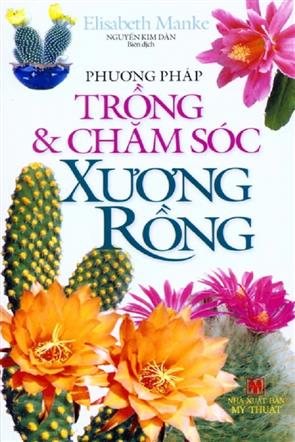 Elisabeth Manke
NGUYỄN KIM DÂN
Biên dịch
PHƯƠNG PHÁP
TRỒNG
& CHĂM SÓC
XƯƠNG
RỒNG
NHÀ XUẤT BẢN
MỸ THUẬT